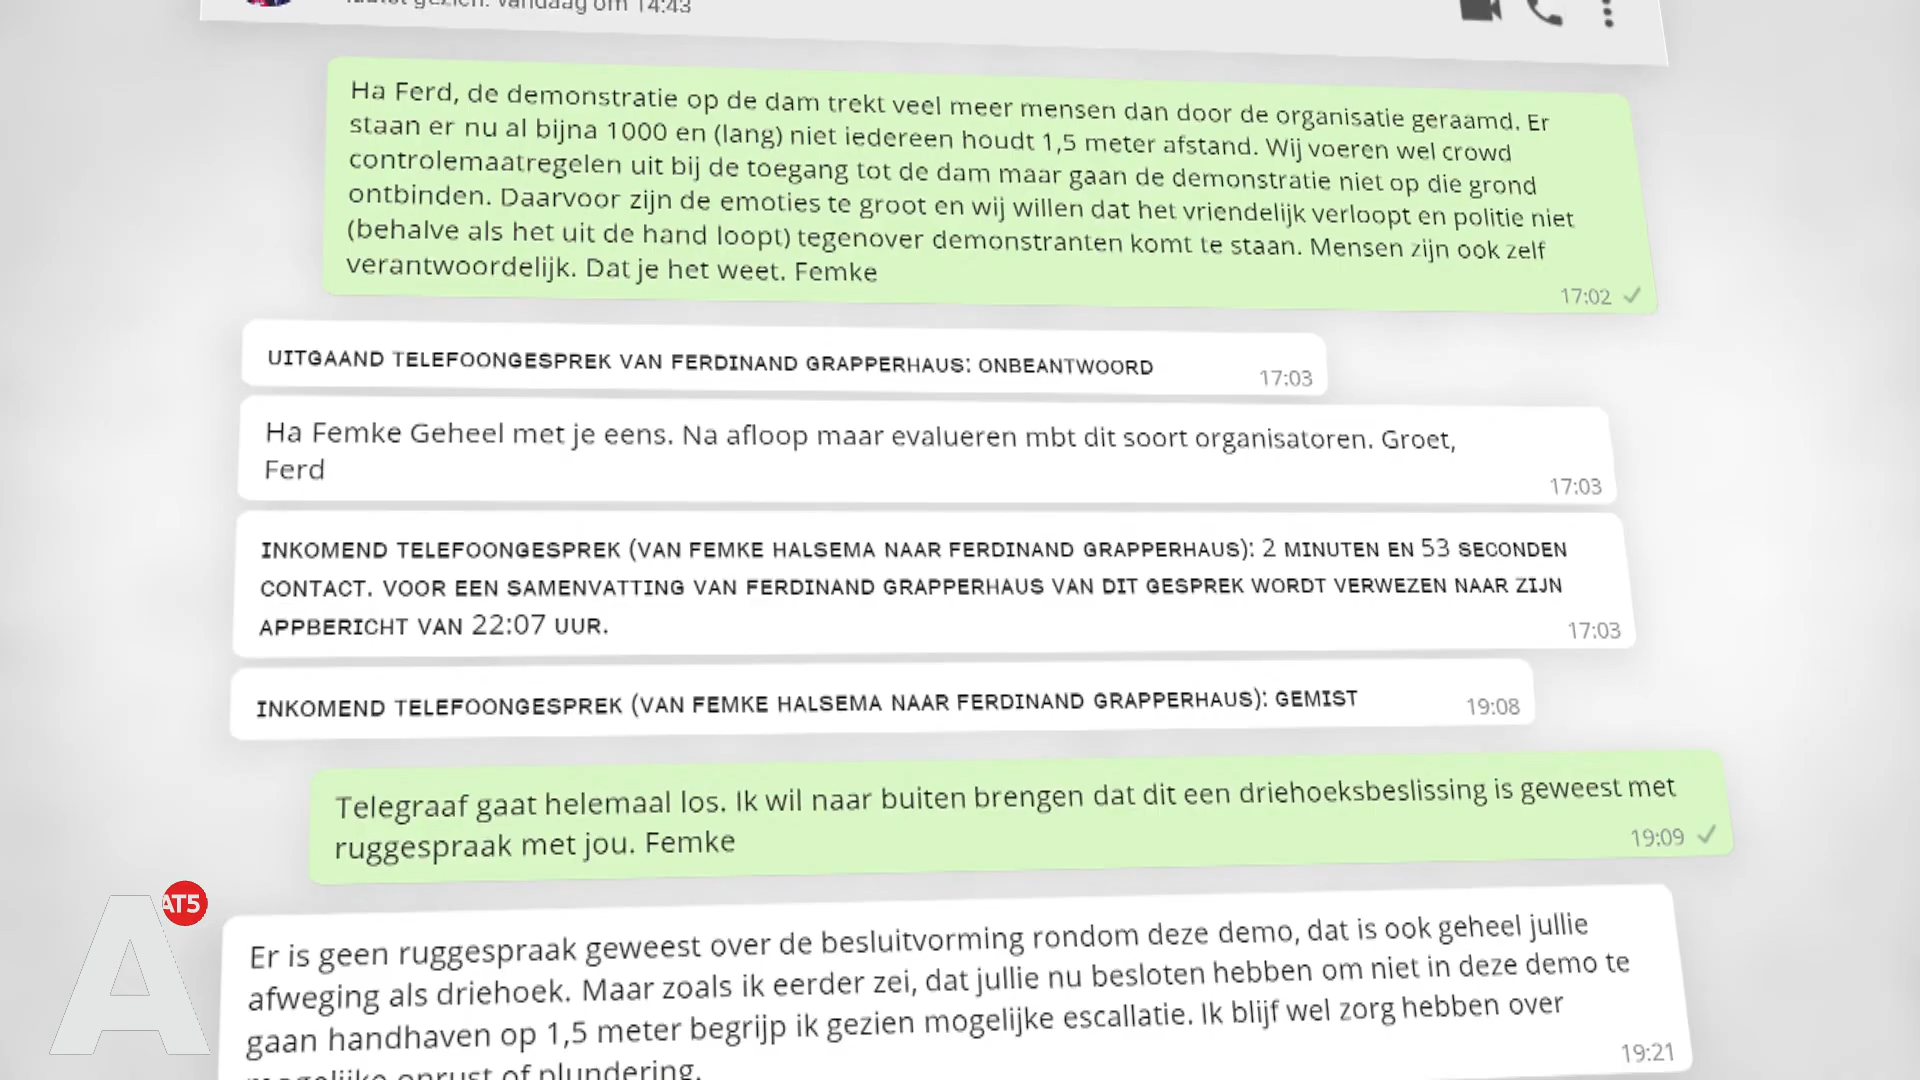 laatst gezien: vandaag om 14:43
Ha Ferd, de demonstratie op de dam trekt veel meer mensen dan door de organisatie geraamd. Er
staan er nu al bijna 1000 en (lang) niet iedereen houdt 1,5 meter afstand. Wij voeren wel crowd
controlemaatregelen uit bij de toegang tot de dam maar gaan de demonstratie niet op die grond
ontbinden. Daarvoor zijn de emoties te groot en wij willen dat het vriendelijk verloopt en politie niet
(behalve als het uit de hand loopt) tegenover demonstranten komt te staan. Mensen zijn ook zelf
verantwoordelijk. Dat je het weet. Femke
17:02
UITGAAND TELEFOONGESPREK VAN FERDINAND GRAPPERHAUS: ONBEANTWOORD
17:03
Ha Femke Geheel met je eens. Na afloop maar evalueren mbt dit soort organisatoren. Groet,
Ferd
17:03
INKOMEND TELEFOONGESPREK (VAN FEMKE HALSEMA NAAR FERDINAND GRAPPERHAUS): 2 MINUTEN EN 53 SECONDEN
CONTACT. VOOR EEN SAMENVATTING VAN FERDINAND GRAPPERHAUS VAN DIT GESPREK WORDT VERWEZEN NAAR ZIJN
APPBERICHT VAN 22:07 UUR.
17:03
INKOMEND TELEFOONGESPREK (VAN FEMKE HALSEMA NAAR FERDINAND GRAPPERHAUS): GEMIST
19:08
Telegraaf gaat helemaal los. Ik wil naar buiten brengen dat dit een driehoeksbeslissing is geweest met
ruggespraak met jou. Femke
19:09
Er is geen ruggespraak geweest over de besluitvorming rondom deze demo, dat is ook geheel jullie
afweging als driehoek. Maar zoals ik eerder zei, dat jullie nu besloten hebben om niet in deze demo te
gaan handhaven op 1,5 meter begrijp ik gezien mogelijke escallatie. Ik blijf wel zorg hebben over
mogelijke onrust of plundering.
19:21
A
AT5